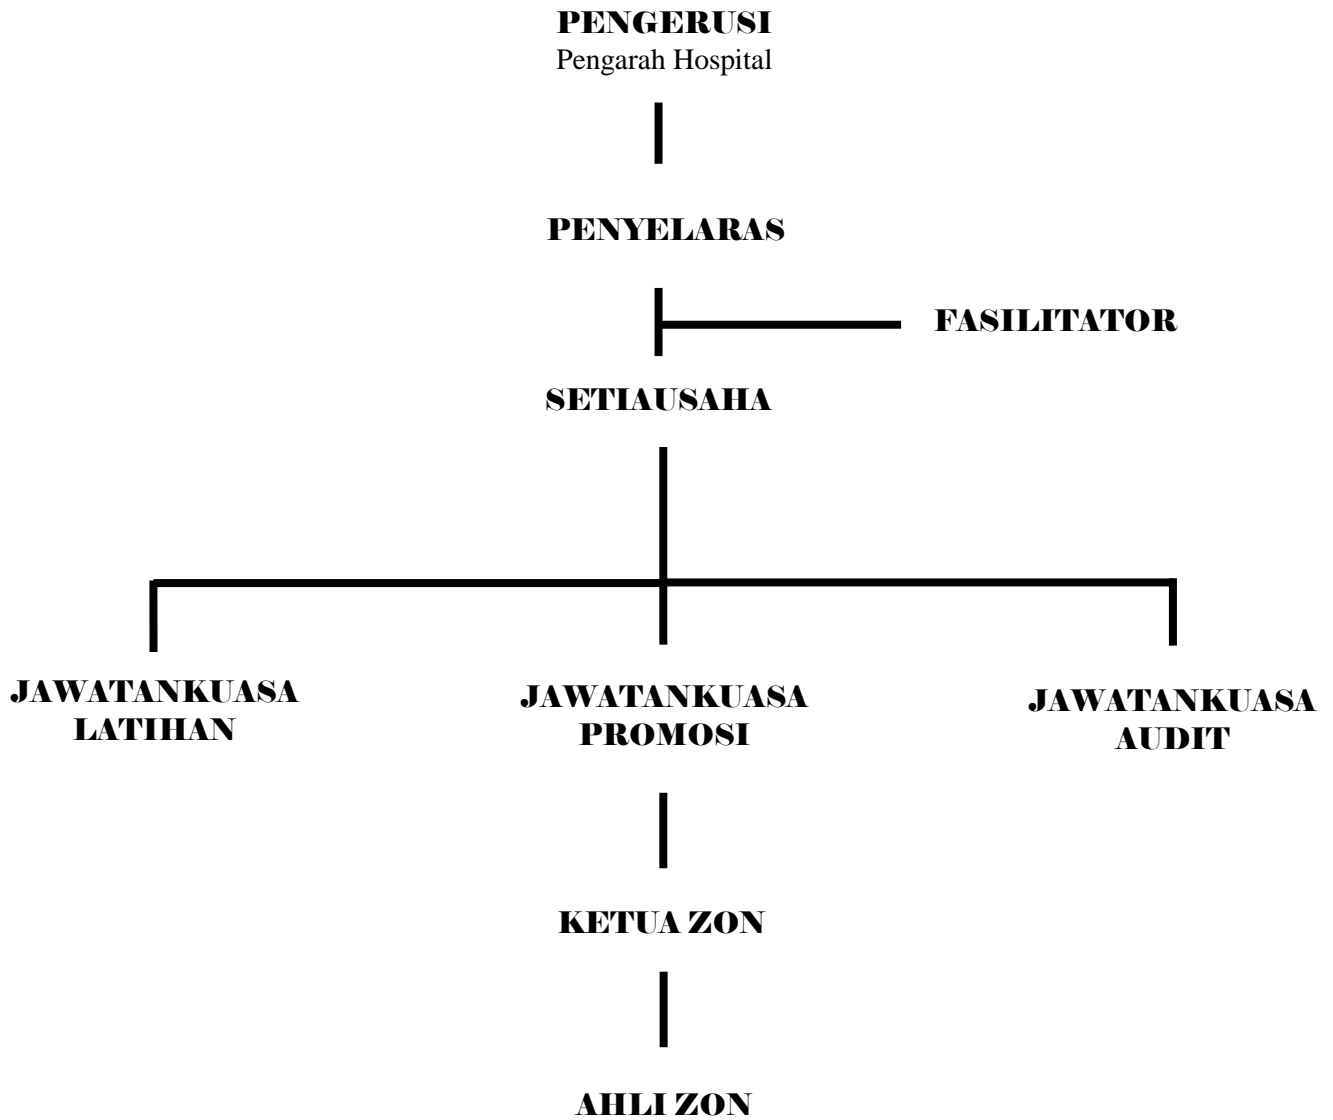 PENGERUSI
Pengarah Hospital
PENYELARAS
FASILITATOR
SETIAUSAHA
JAWATANKUASA
LATIHAN
JAWATANKUASA
PROMOSI
JAWATANKUASA
AUDIT
KETUA ZON
AHLI ZON